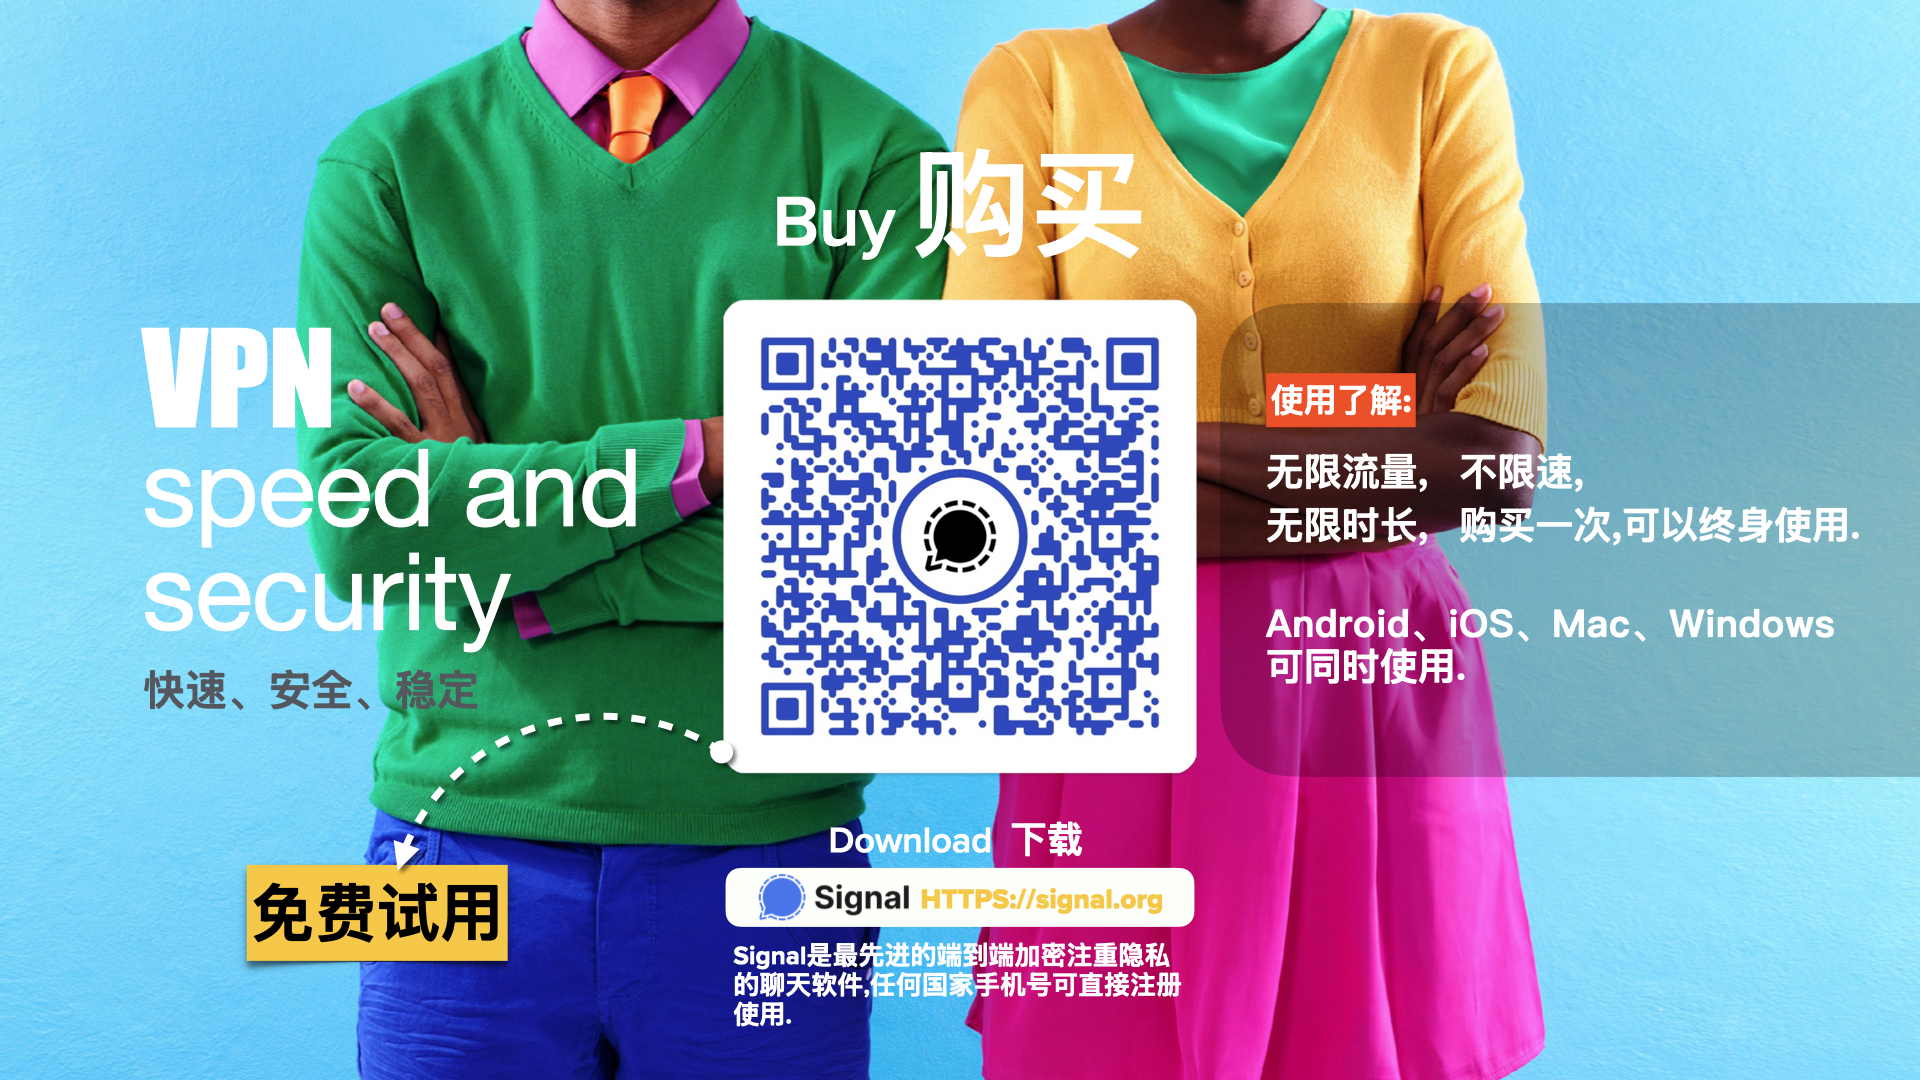 Buy 购买
VPN
speed and
security
快速、安全、稳定
免费试用
使用了解:
无限流量, 不限速,
无限时长, 购买一次,可以终身使用.
Android、iOS、Mac、Windows
可同时使用.
Download 下载
Signal HTTPS://signal.org
Signal是最先进的端到端加密注重隐私
的聊天软件,任何国家手机号可直接注册
使用.